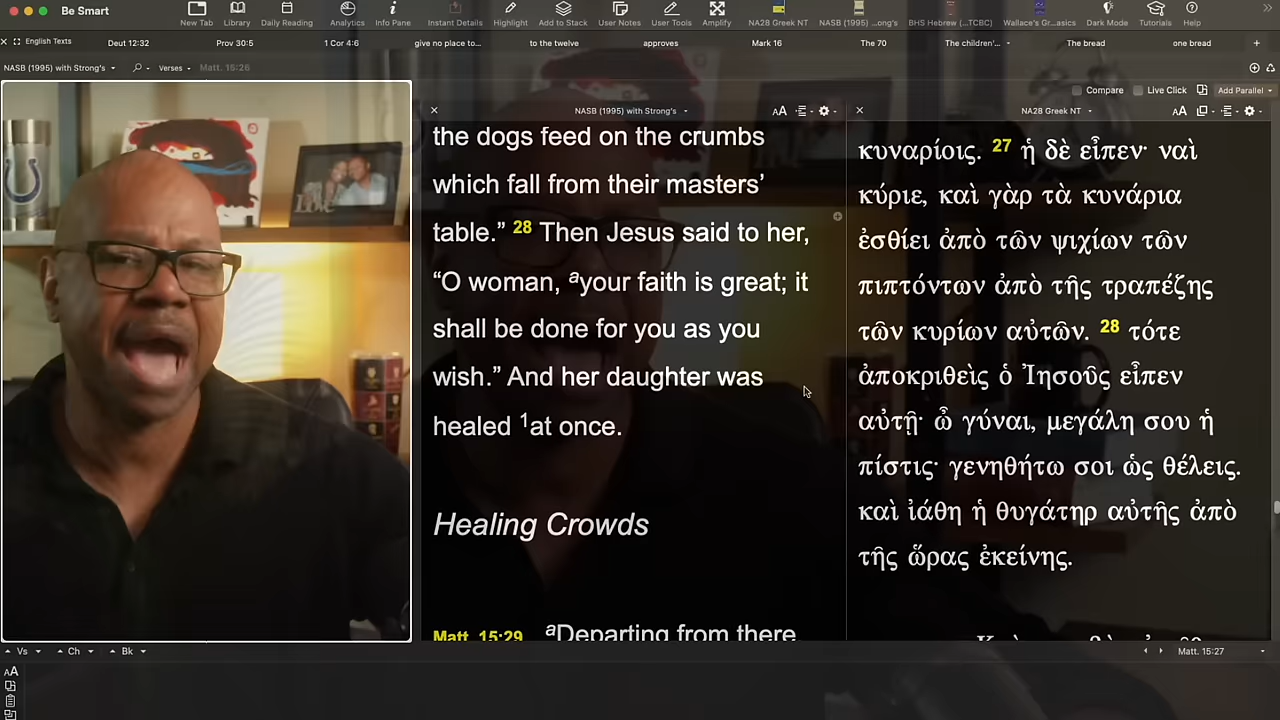 Be Smart
New Tab
Library
Daily Reading
Analytics
Info Pane
Instant Details
Highlight
Add to Stack
User Notes
User Tools
Amplify
NA28 Greek NT
NASB (1995) ...ong's
BHS Hebrew (...TCBC)
Wallace's Gr...asics
Dark Mode
Tutorials
Help
English Texts
Deut 12:32
Prov 30:5
1 Cor 4:6
give no place to...
to the twelve
approves
Mark 16
The 70
The children'...
The bread
one bread
NASB (1995) with Strong's
Verses
Matt. 15:26
Compare
Live Click
Add Parallel
NASB (1995) with Strong's
the dogs feed on the crumbs
which fall from their masters’
table.” 28 Then Jesus said to her,
“O woman, ayour faith is great; it
shall be done for you as you
wish.” And her daughter was
healed 1at once.
Healing Crowds
Matt. 15:29 aDeparting from there,
NA28 Greek NT
κυναρίοις. 27 ἡ δὲ εἶπεν· ναὶ
κύριε, καὶ γὰρ τὰ κυνάρια
ἐσθίει ἀπὸ τῶν ψιχίων τῶν
πιπτόντων ἀπὸ τῆς τραπέζης
τῶν κυρίων αὐτῶν. 28 τότε
ἀποκριθεὶς ὁ Ἰησοῦς εἶπεν
αὐτῇ· ὦ γύναι, μεγάλη σου ἡ
πίστις· γενηθήτω σοι ὡς θέλεις.
καὶ ἰάθη ἡ θυγάτηρ αὐτῆς ἀπὸ
τῆς ὥρας ἐκείνης.
Vs
Ch
Bk
Matt. 15:27